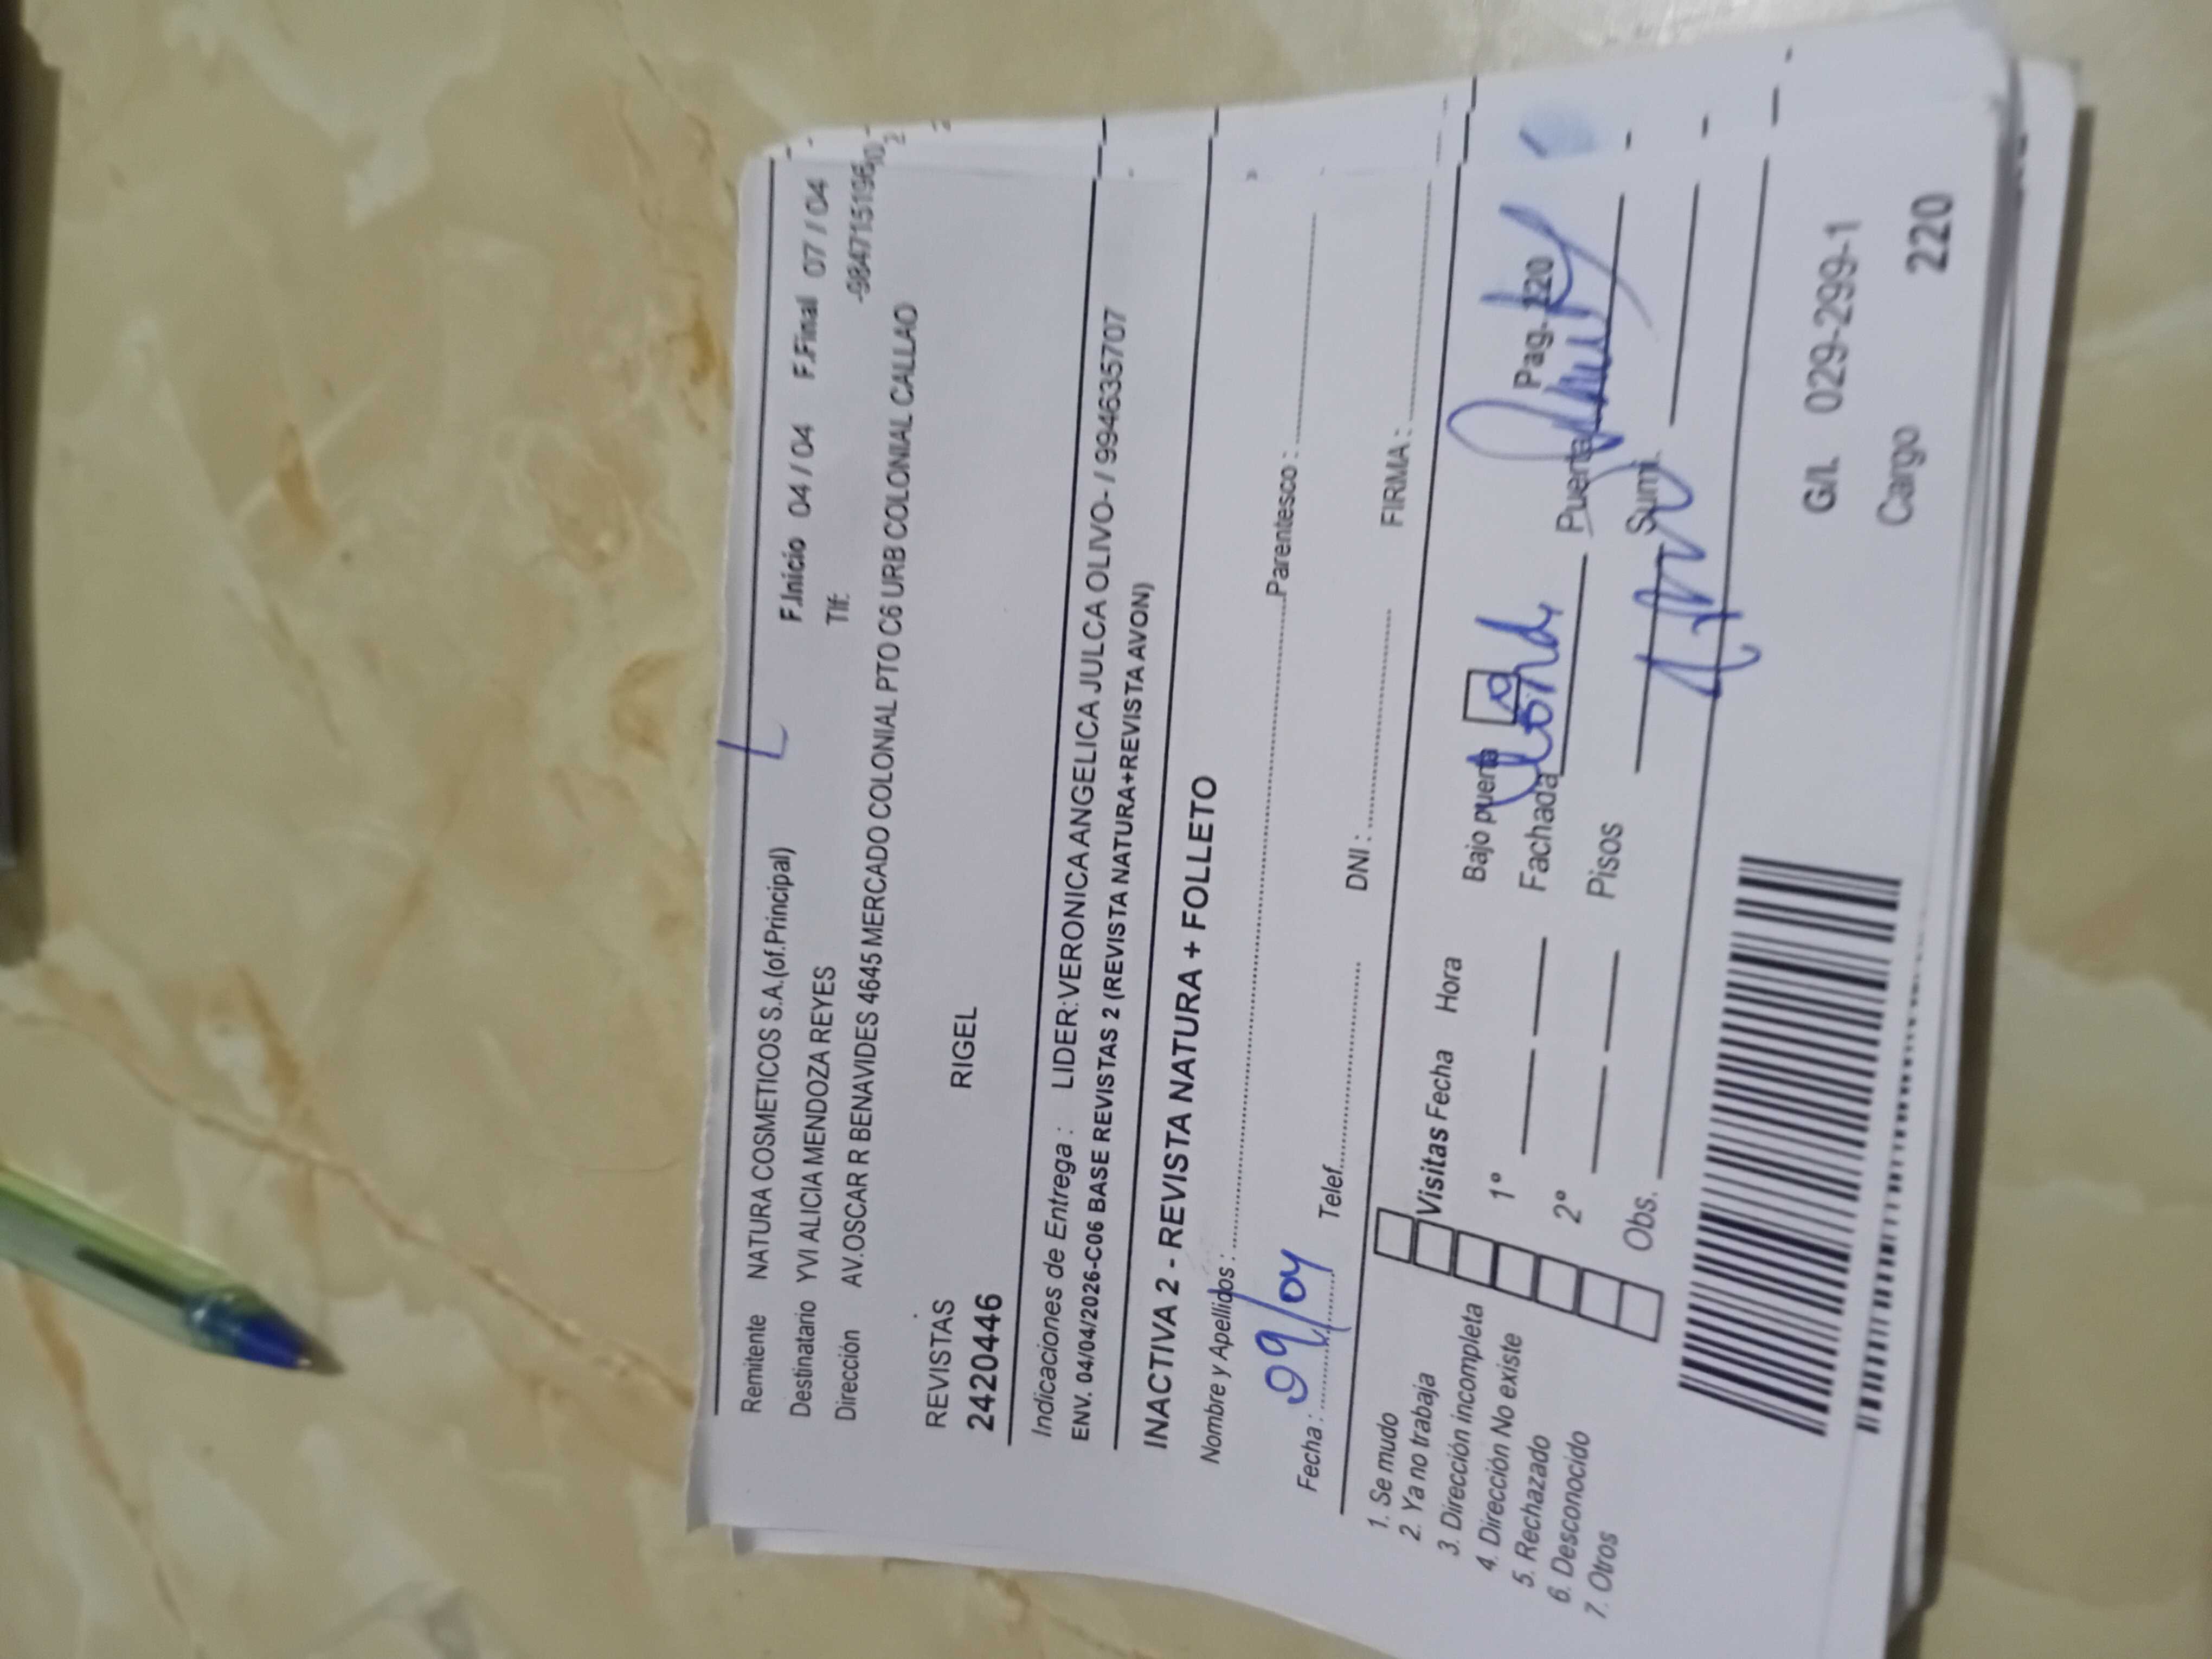 Remitente NATURA COSMETICOS S.A.(of.Principal)
Destinatario YVI ALICIA MENDOZA REYES F.Inicio 04 / 04 F.Final 07 / 04
Dirección AV.OSCAR R BENAVIDES 4645 MERCADO COLONIAL PTO C6 URB COLONIAL CALLAO Tlf:
REVISTAS RIGEL
2420446
Indicaciones de Entrega : LIDER:VERONICA ANGELICA JULCA OLIVO- / 994635707
ENV. 04/04/2026-C06 BASE REVISTAS 2 (REVISTA NATURA+REVISTA AVON)
INACTIVA 2 - REVISTA NATURA + FOLLETO
Nombre y Apellidos : Parentesco :
Fecha : 09/04 Telef. DNI : FIRMA :
1. Se mudo
2. Ya no trabaja
3. Dirección incompleta
4. Dirección No existe
5. Rechazado
6. Desconocido
7. Otros
Visitas Fecha Hora Bajo puerta Pag-220
1° Fachada Puerta
2° Pisos Sumi.
Obs.
G/I. 029-299-1
Cargo 220